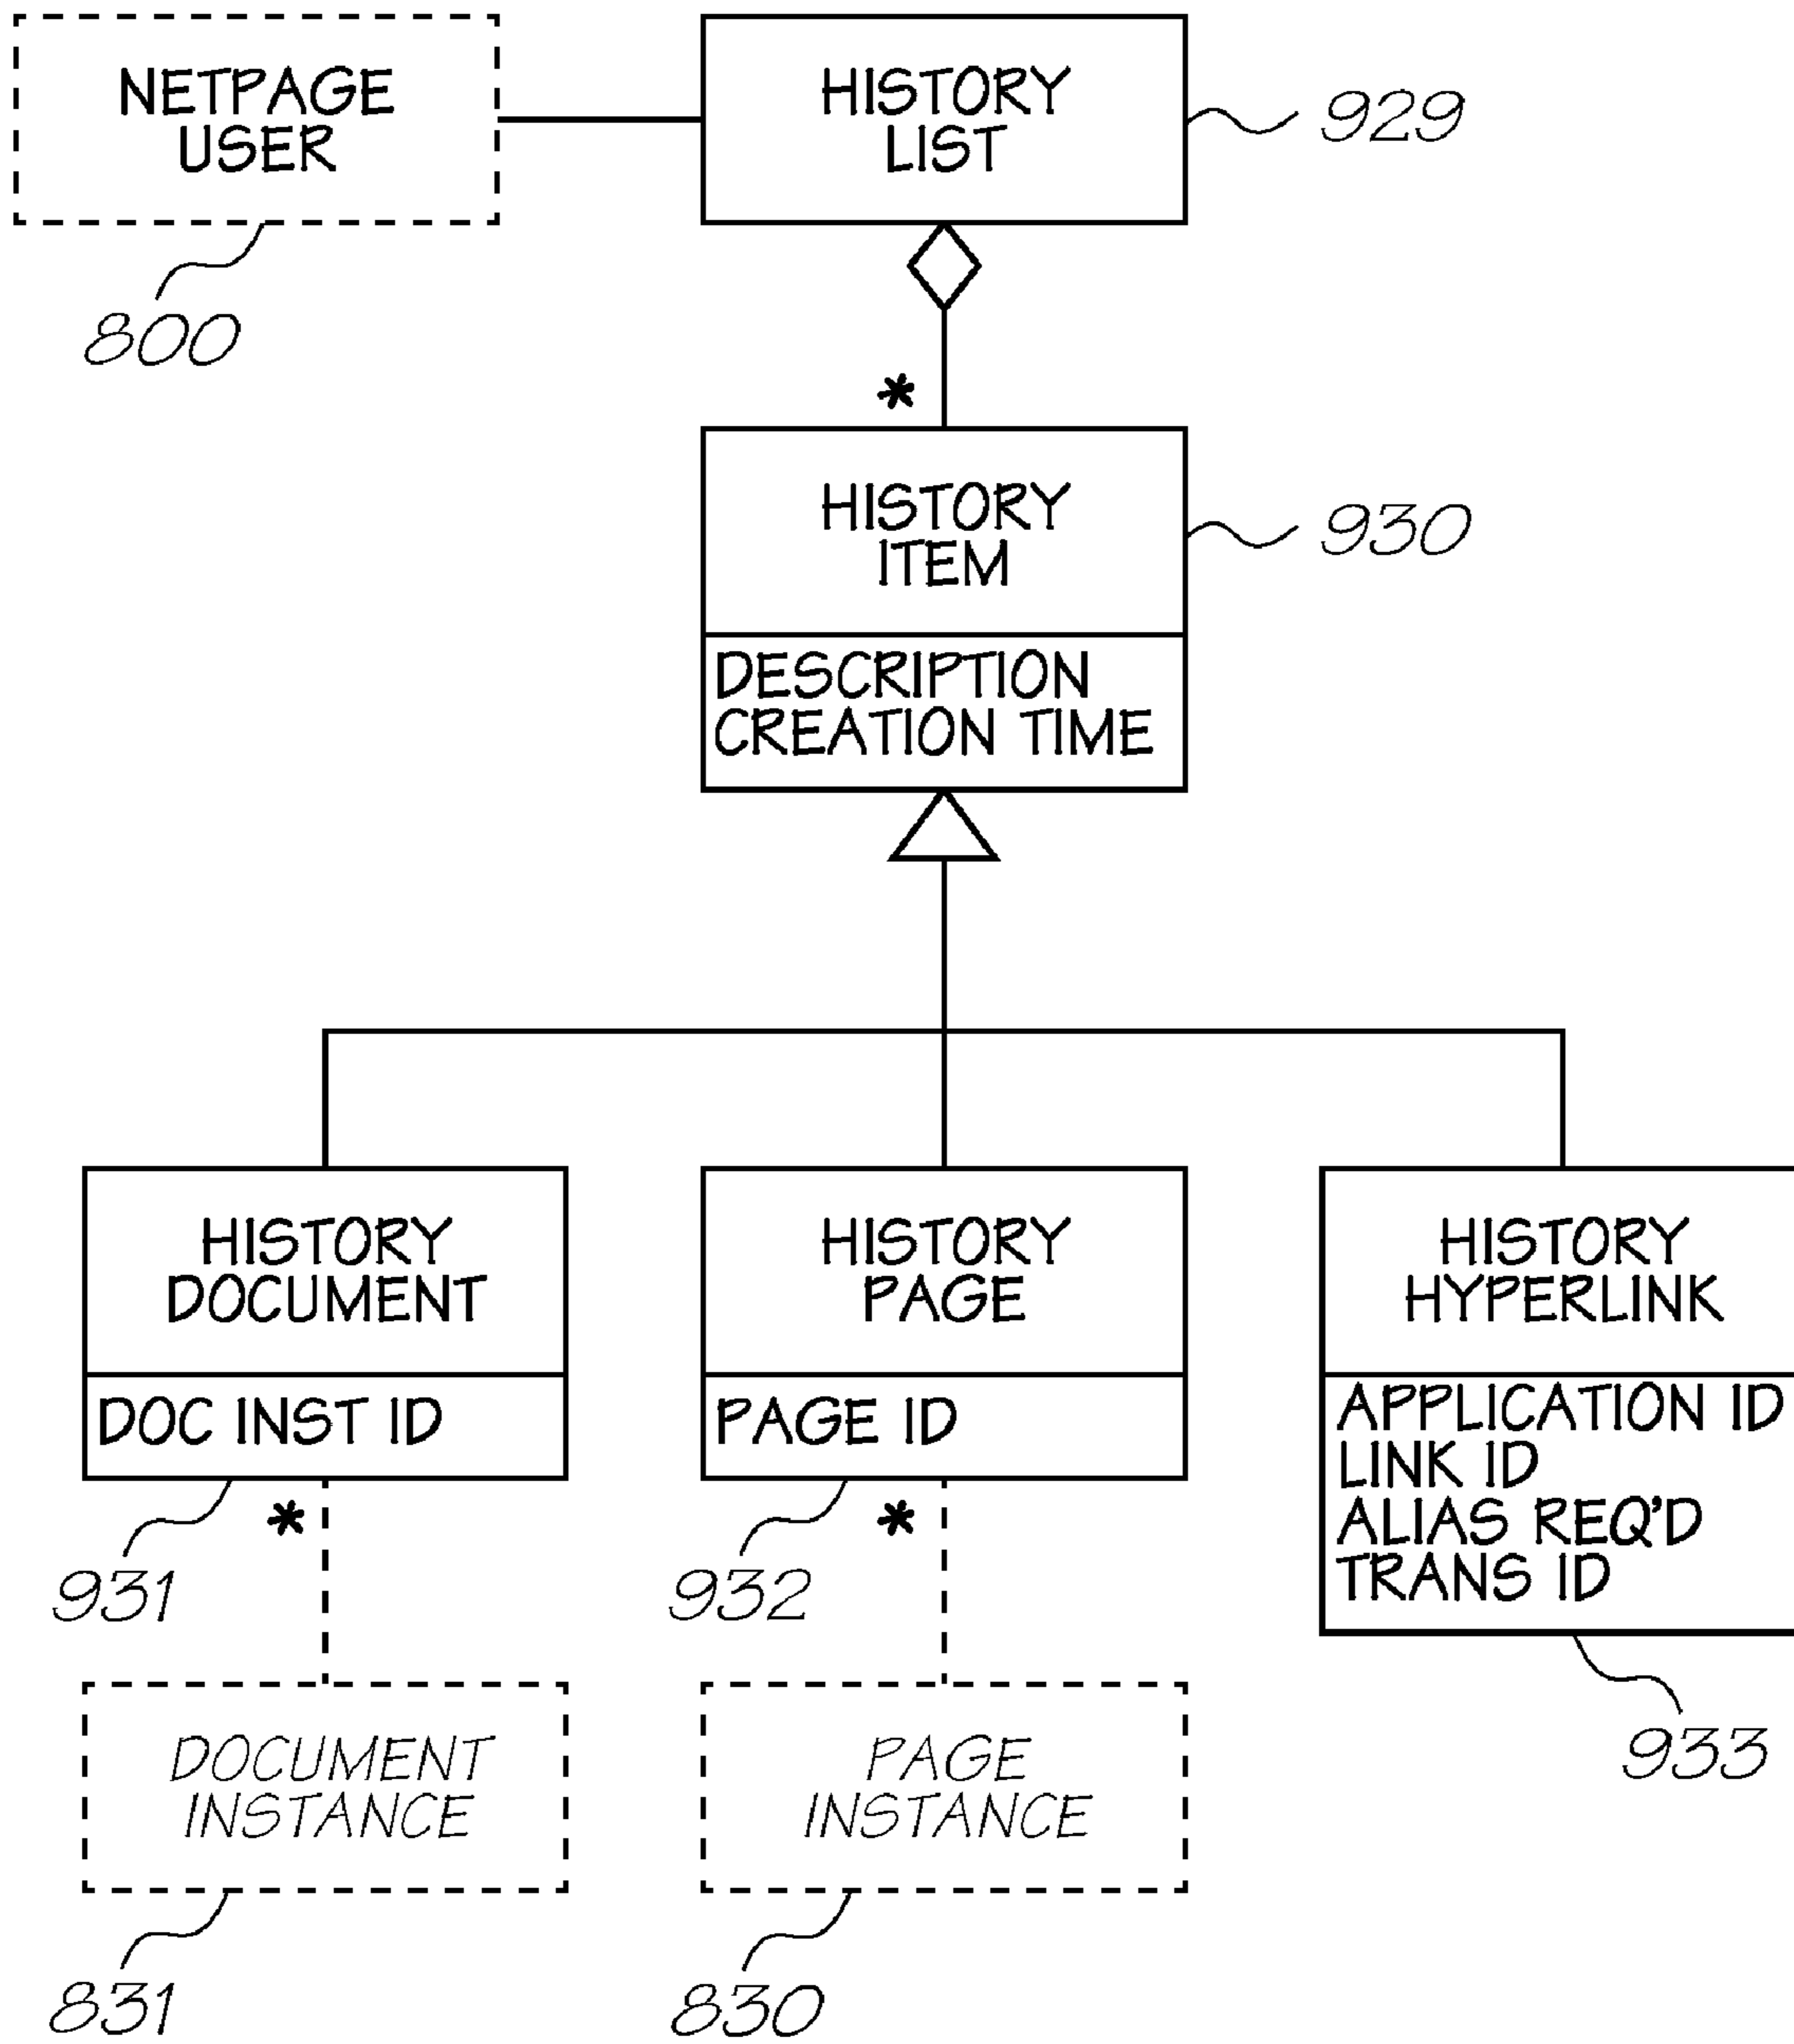 NETPAGE
USER
800
HISTORY
LIST
929
*
HISTORY
ITEM
930
DESCRIPTION
CREATION TIME
HISTORY
DOCUMENT
DOC INST ID
931
*
HISTORY
PAGE
PAGE ID
932
*
HISTORY
HYPERLINK
APPLICATION ID
LINK ID
ALIAS REQ'D
TRANS ID
933
DOCUMENT
INSTANCE
831
PAGE
INSTANCE
830